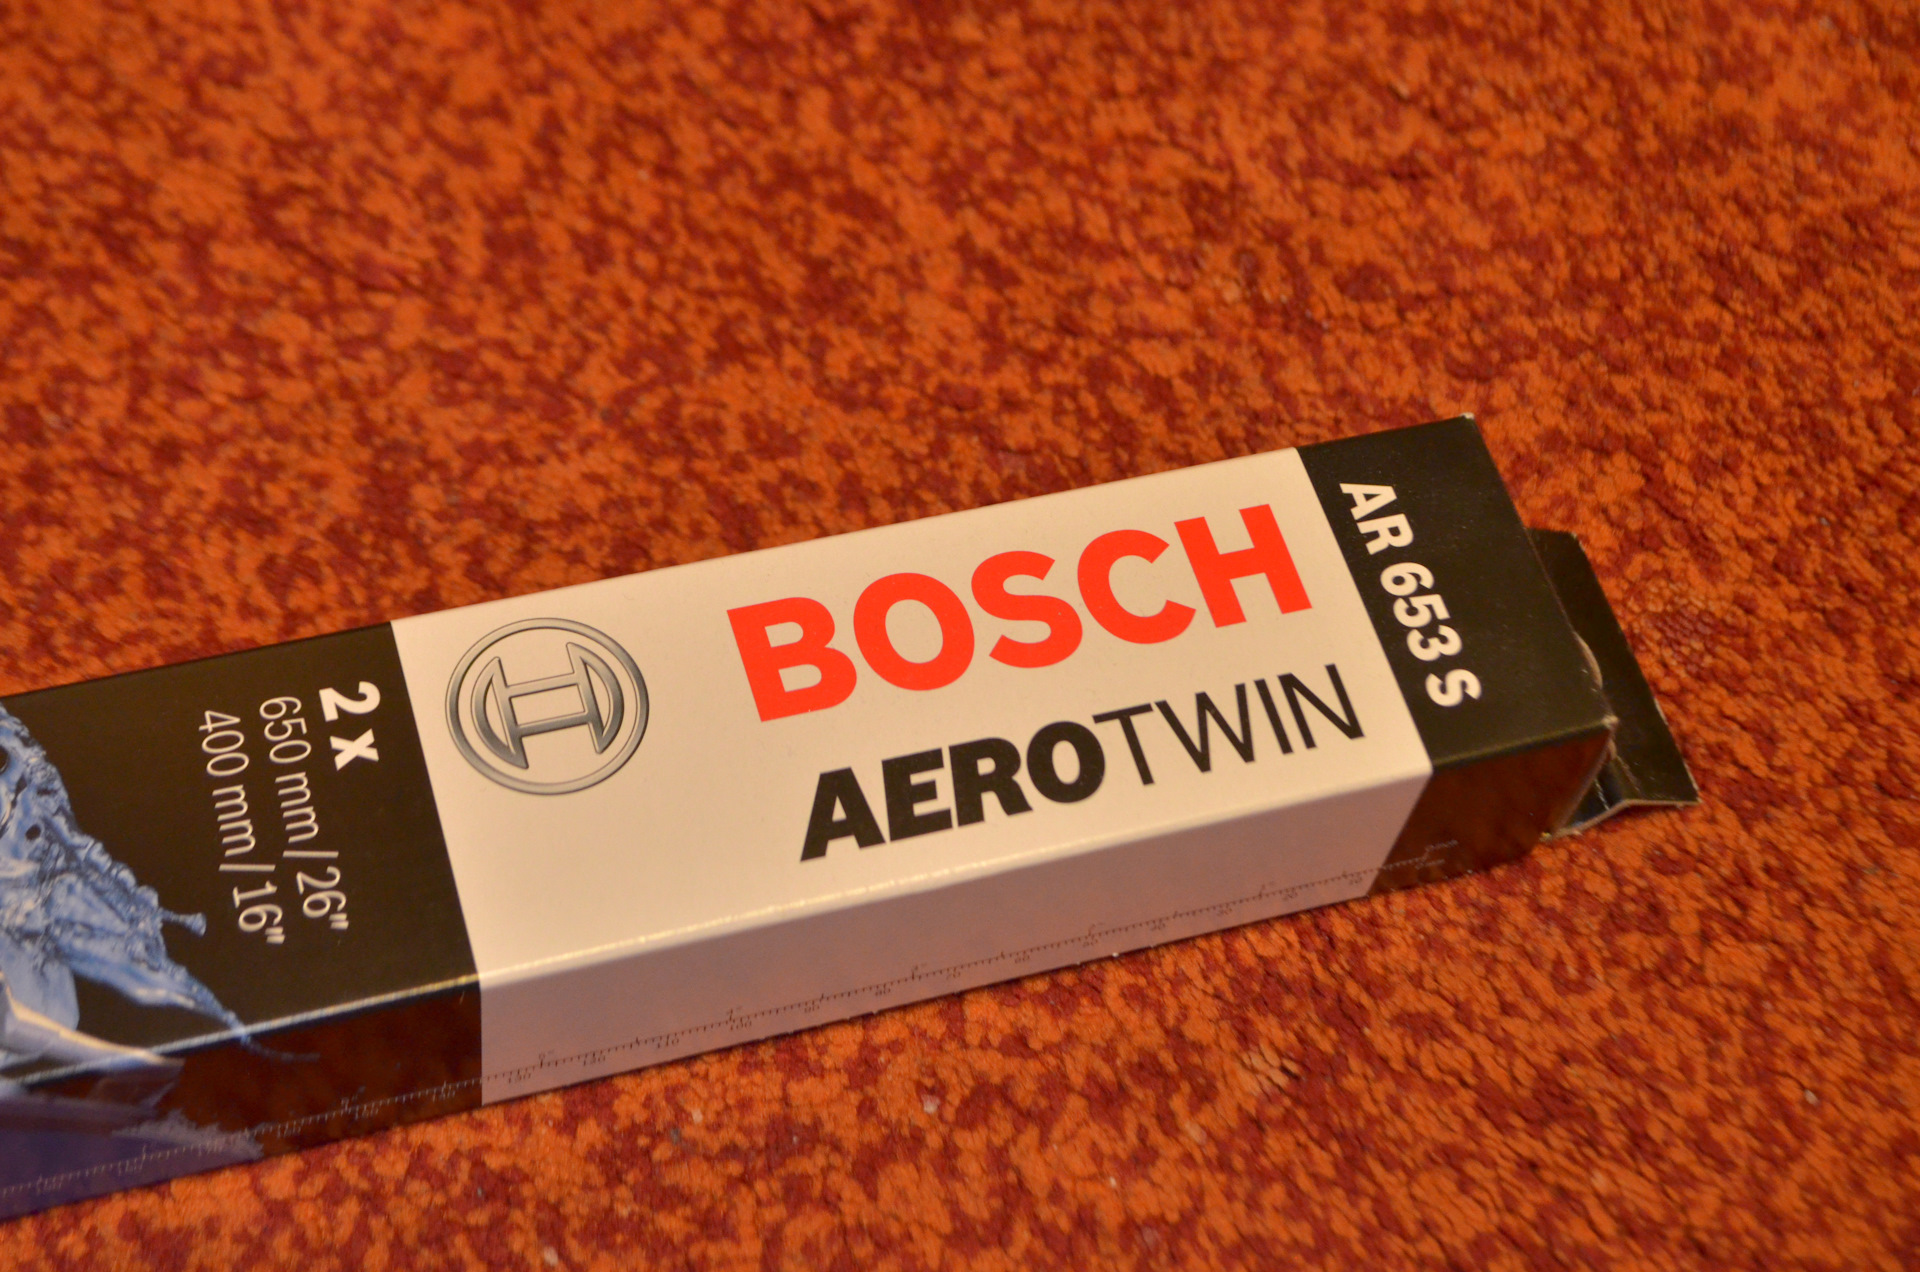 BOSCH
AEROTWIN
AR 653 S
2 x
650 mm/26"
400 mm/16"